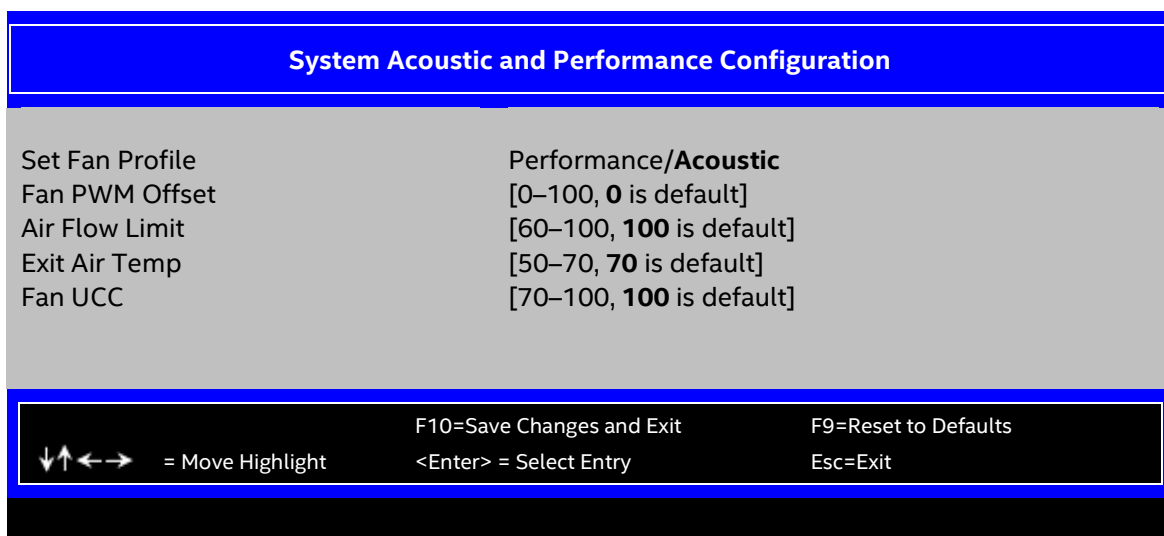 System Acoustic and Performance Configuration
Set Fan Profile Performance/Acoustic
Fan PWM Offset [0–100, 0 is default]
Air Flow Limit [60–100, 100 is default]
Exit Air Temp [50–70, 70 is default]
Fan UCC [70–100, 100 is default]
F10=Save Changes and Exit F9=Reset to Defaults
↓↑←→ = Move Highlight <Enter> = Select Entry Esc=Exit